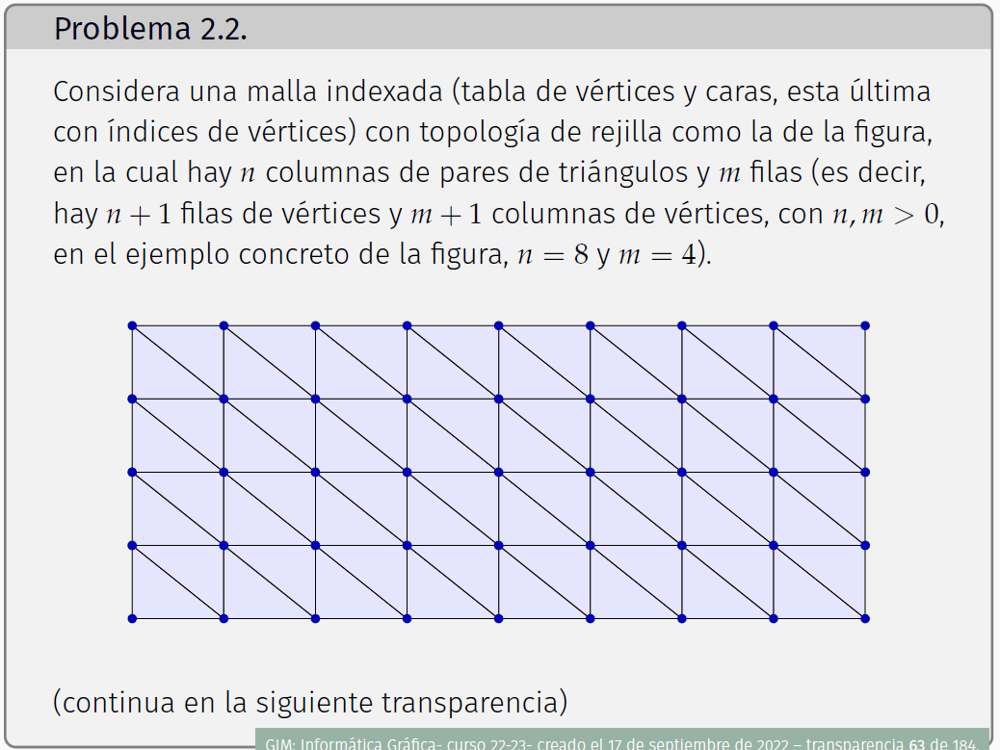 Problema 2.2.
Considera una malla indexada (tabla de vértices y caras, esta última
con índices de vértices) con topología de rejilla como la de la figura,
en la cual hay n columnas de pares de triángulos y m filas (es decir,
hay n + 1 filas de vértices y m + 1 columnas de vértices, con n, m > 0,
en el ejemplo concreto de la figura, n = 8 y m = 4).
(continua en la siguiente transparencia)
GIM: Informática Gráfica- curso 22-23- creado el 17 de septiembre de 2022 – transparencia 63 de 184.